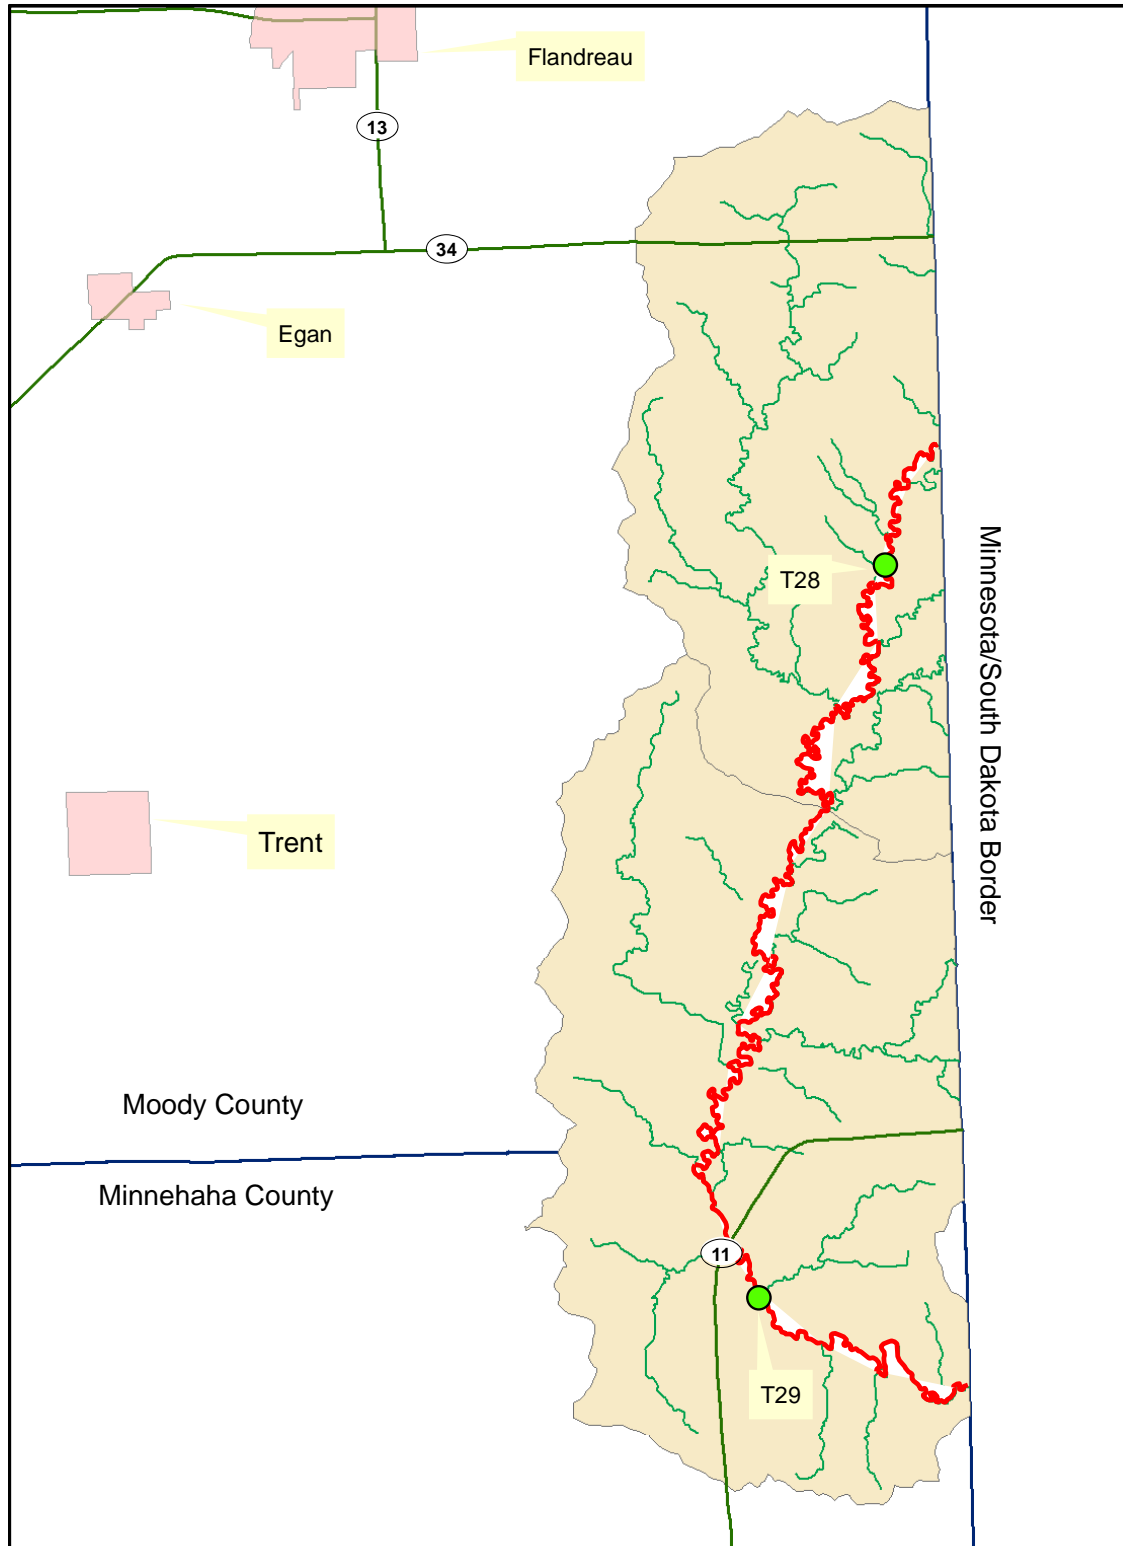 Flandreau
13
34
Egan
T28
Minnesota/South Dakota Border
Trent
Moody County
Minnehaha County
11
T29